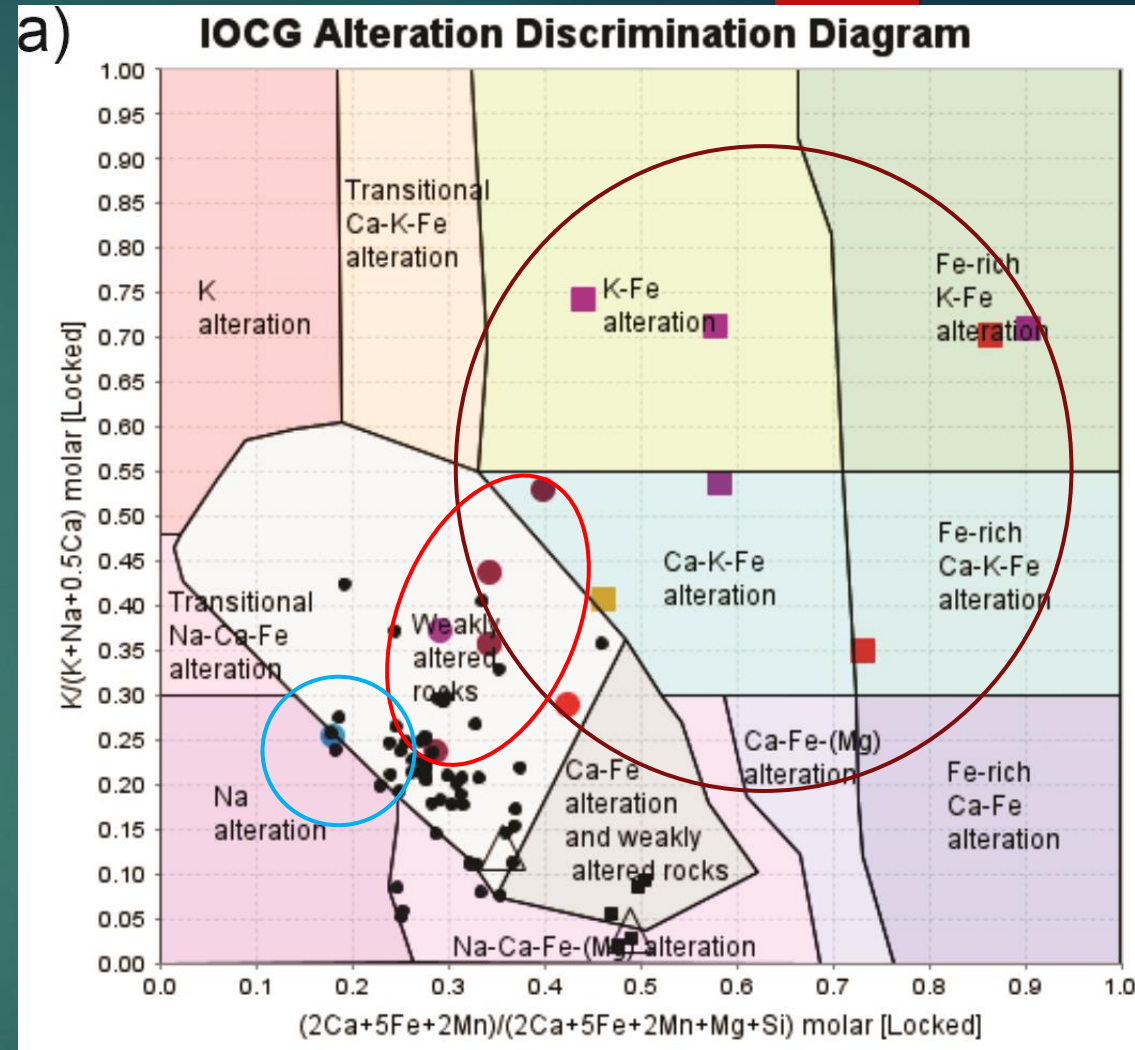 a)
IOCG Alteration Discrimination Diagram
1.00
0.95
0.90
0.85
0.80
0.75
0.70
0.65
0.60
0.55
0.50
0.45
0.40
0.35
0.30
0.25
0.20
0.15
0.10
0.05
0.00
K/(K+Na+0.5Ca) molar [Locked]
K
alteration
Transitional
Ca-K-Fe
alteration
K-Fe
alteration
Fe-rich
K-Fe
alteration
Transitional
Na-Ca-Fe
alteration
Weakly
altered
rocks
Ca-K-Fe
alteration
Fe-rich
Ca-K-Fe
alteration
Na
alteration
Ca-Fe
alteration
and weakly
altered rocks
Ca-Fe-(Mg)
alteration
Fe-rich
Ca-Fe
alteration
Na-Ca-Fe-(Mg) alteration
0.0 0.1 0.2 0.3 0.4 0.5 0.6 0.7 0.8 0.9 1.0
(2Ca+5Fe+2Mn)/(2Ca+5Fe+2Mn+Mg+Si) molar [Locked]